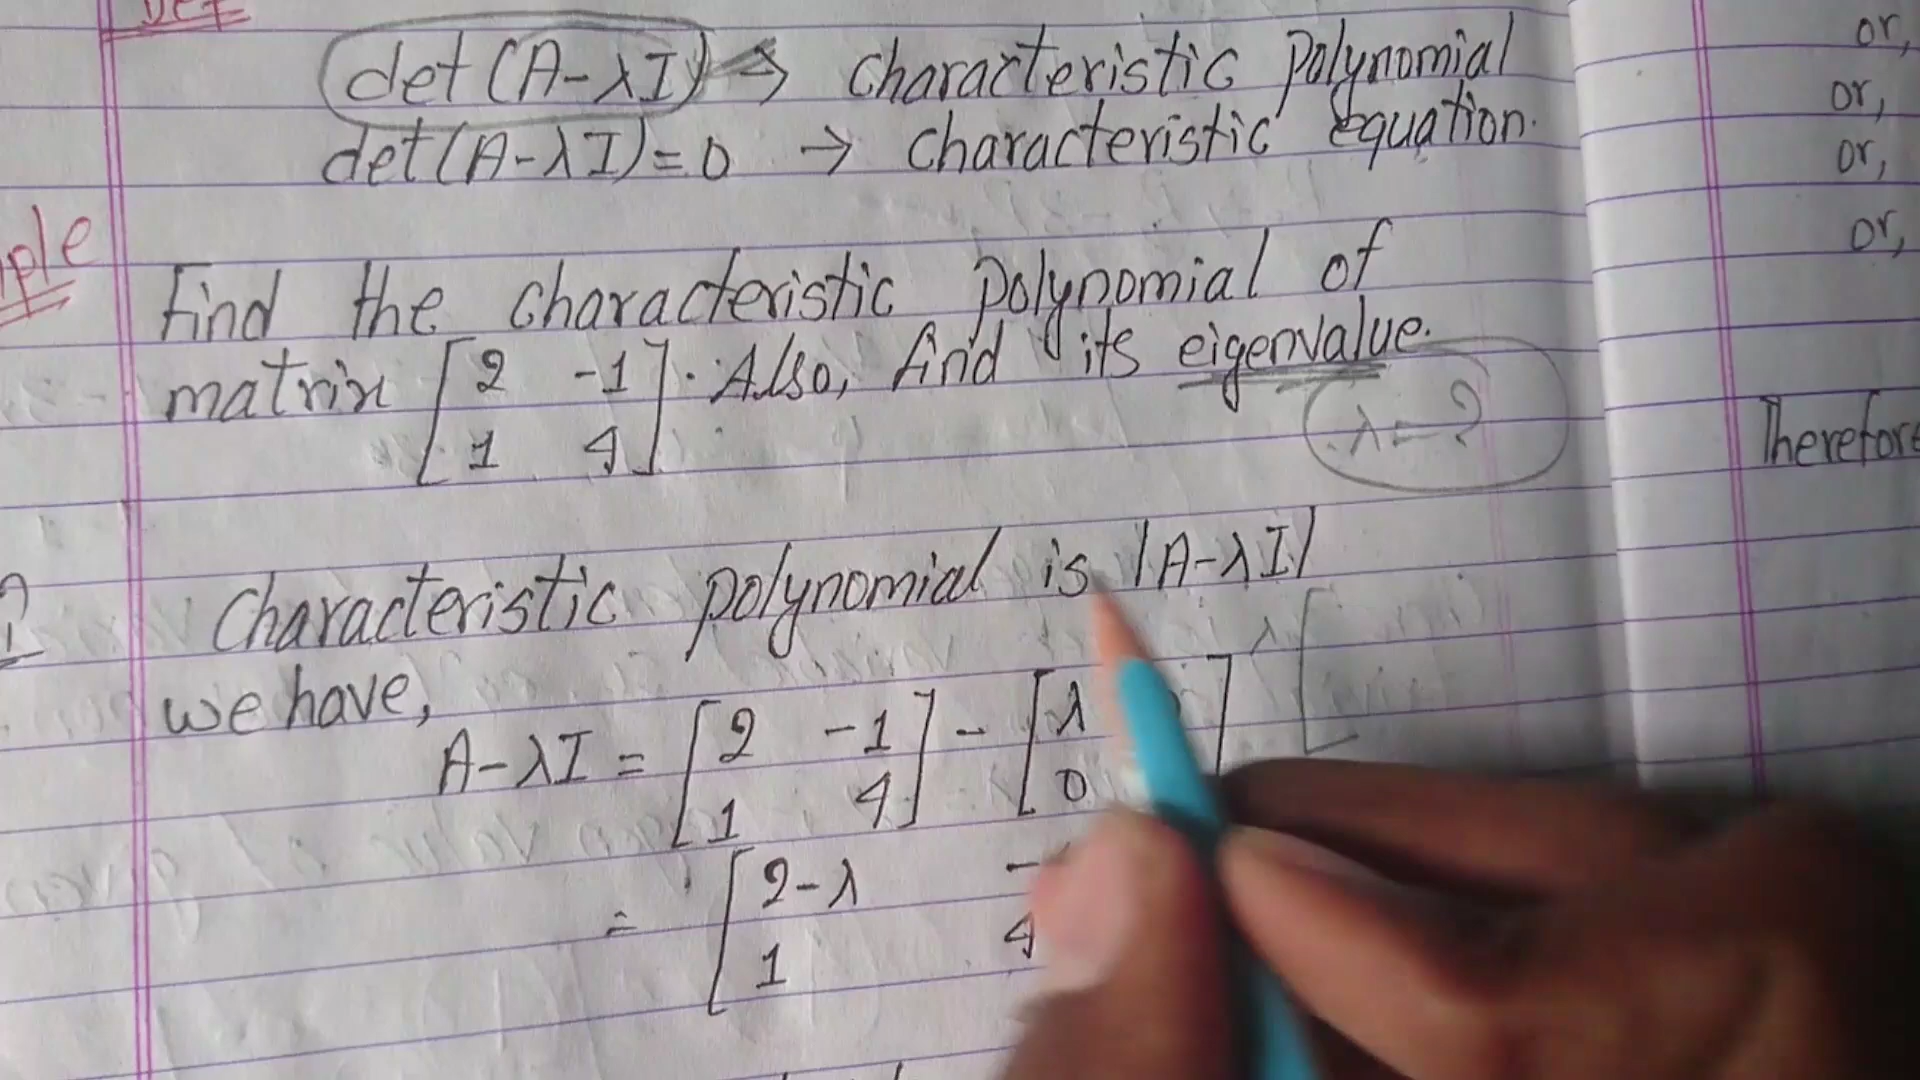 det(A-λI) → characteristic polynomial
det(A-λI)=0 → characteristic equation.
Find the characteristic polynomial of
matrix [2 -1]. Also, find its eigenvalue.
[1 4]
λ=?
Characteristic polynomial is |A-λI|
we have,
A-λI = [2 -1] - [λ
[1 4] [0
λ[
= [2-λ
[1 4
or,
or,
or,
or,
Therefore